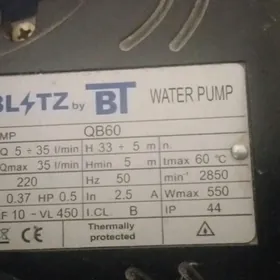 BLITZ by BT WATER PUMP
MP QB60
Q 5 ÷ 35 l/min H 33 ÷ 5 m n.
Qmax 35 l/min Hmin 5 m tmax 60 °C
220 Hz 50 min⁻¹ 2850
0.37 HP 0.5 In 2.5 A Wmax 550
F 10 - VL 450 I.CL B IP 44
CE Thermally
protected